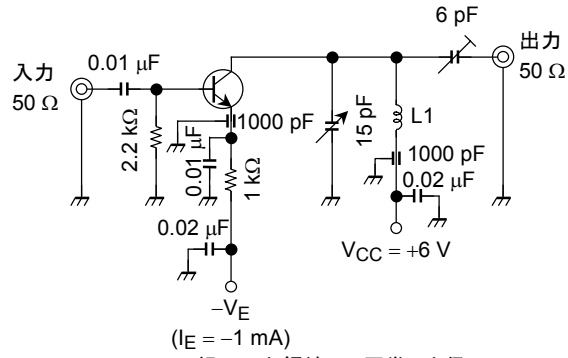 6 pF
出力
50 Ω
入力
50 Ω
0.01 μF
2.2 kΩ
1000 pF
0.01 μF
1 kΩ
0.02 μF
−VE
(IE = −1 mA)
15 pF
L1
1000 pF
0.02 μF
VCC = +6 V